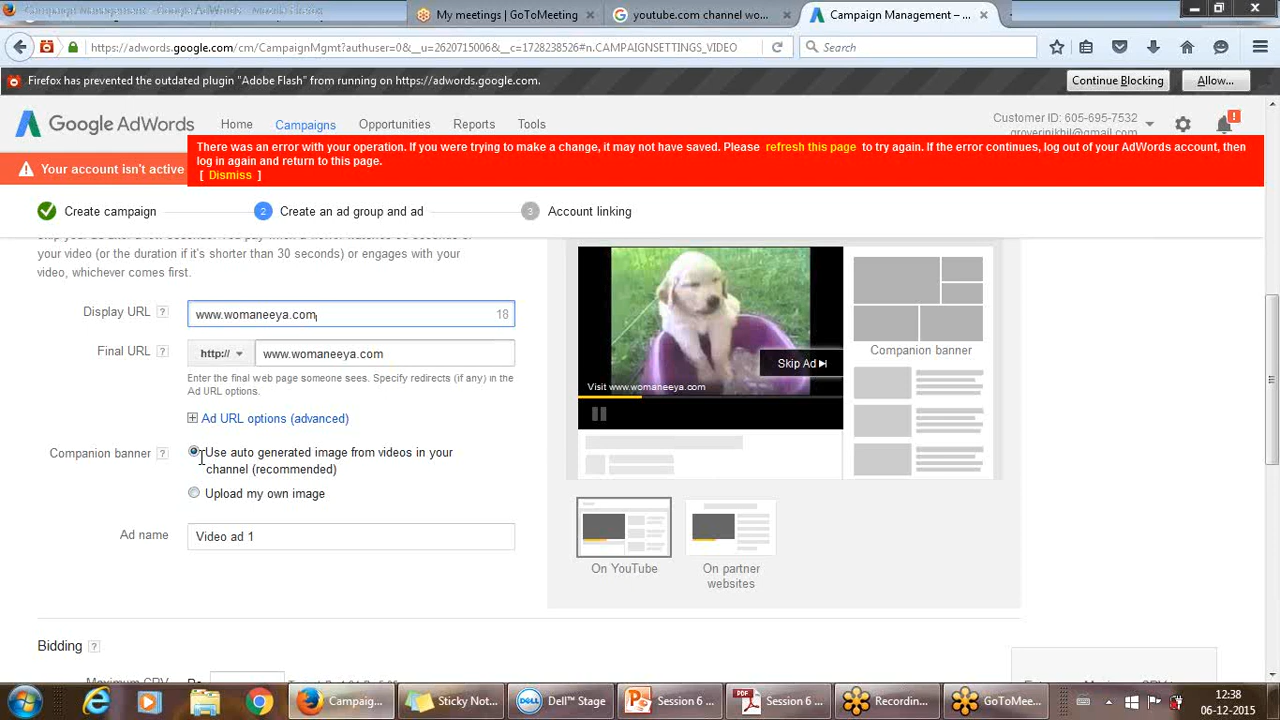 My meetings | GoToMeeting
youtube.com channel wo...
Campaign Management – ...
https://adwords.google.com/cm/CampaignMgmt?authuser=0&__u=2620715006&__c=1728238526#n.CAMPAIGNSETTINGS_VIDEO
Search
Firefox has prevented the outdated plugin "Adobe Flash" from running on https://adwords.google.com.
Continue Blocking
Allow...
Google AdWords
Home
Campaigns
Opportunities
Reports
Tools
Customer ID: 605-695-7532
groverinikhil@gmail.com
There was an error with your operation. If you were trying to make a change, it may not have saved. Please refresh this page to try again. If the error continues, log out of your AdWords account, then
log in again and return to this page.
[ Dismiss ]
Your account isn't active
Create campaign
2
Create an ad group and ad
3
Account linking
your video (or the duration if it's shorter than 30 seconds) or engages with your
video, whichever comes first.
Display URL ?
www.womaneeya.com
18
Final URL ?
http://
www.womaneeya.com
Enter the final web page someone sees. Specify redirects (if any) in the
Ad URL options.
Ad URL options (advanced)
Companion banner ?
Use auto generated image from videos in your
channel (recommended)
Upload my own image
Ad name
Video ad 1
Skip Ad
Visit www.womaneeya.com
Companion banner
On YouTube
On partner
websites
Bidding ?
Campaig...
Sticky No...
Dell™ Stage
Session 6 ...
Session 6 ...
Recordin...
GoToMee...
12:38
06-12-2015